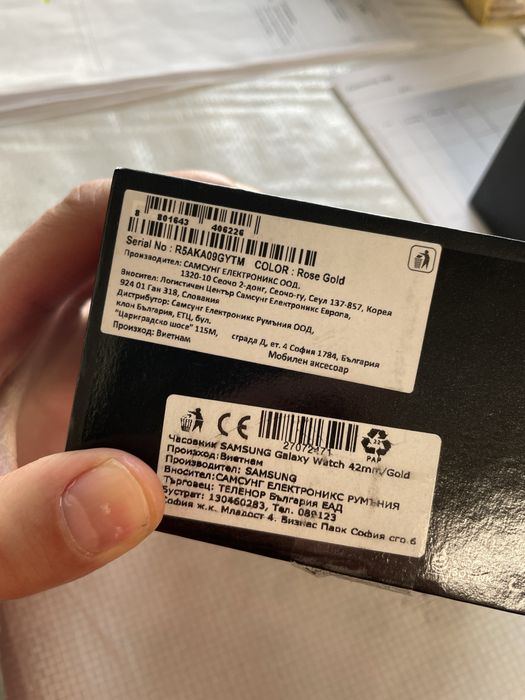 8 801643 406226
Serial No : R5AKA09GYTM COLOR : Rose Gold
Производител: САМСУНГ ЕЛЕКТРОНИКС ООД,
1320-10 Сеочо 2-донг, Сеочо-гу, Сеул 137-857, Корея
Вносител: Логистичен Център Самсунг Електроникс Европа,
924 01 Ган 318, Словакия
Дистрибутор: Самсунг Електроникс Румъния ООД,
клон България, ЕТЦ, бул.
"Цариградско шосе" 115М, сграда Д, ет. 4 София 1784, България
Произход: Виетнам Мобилен аксесоар
CE
27072471
22
PAP
Часовник SAMSUNG Galaxy Watch 42mm/Gold
Произход:Виетнам
Производител: SAMSUNG
Вносител:САМСУНГ ЕЛЕКТРОНИКС РУМЪНИЯ
Търговец: ТЕЛЕНОР България ЕАД
Булстрат: 130460283, Тел. 089123
София ж.к. Младост 4, Бизнес Парк София сгр.6